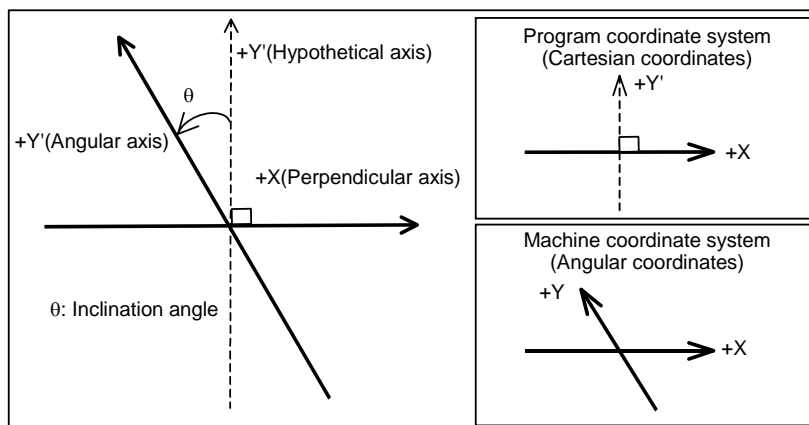 +Y'(Hypothetical axis)
θ
+Y'(Angular axis)
+X(Perpendicular axis)
θ: Inclination angle
Program coordinate system
(Cartesian coordinates)
+Y'
+X
Machine coordinate system
(Angular coordinates)
+Y
+X